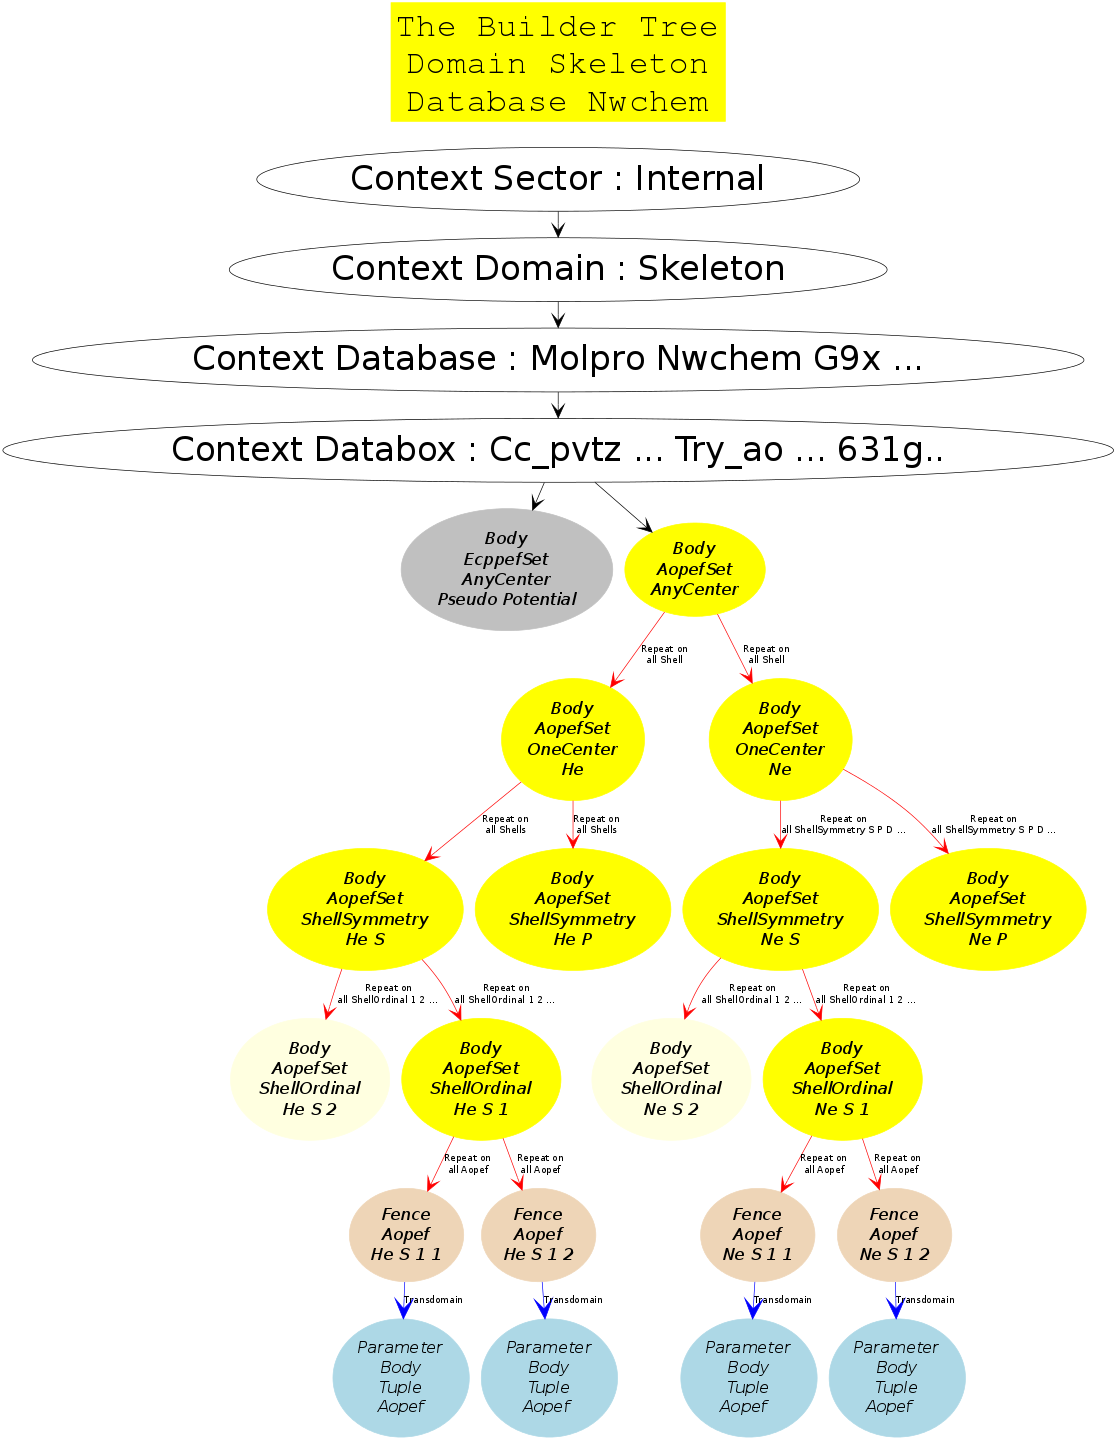 The Builder Tree
Domain Skeleton
Database Nwchem
Context Sector : Internal
Context Domain : Skeleton
Context Database : Molpro Nwchem G9x ...
Context Databox : Cc_pvtz ... Try_ao ... 631g..
Body
EcppefSet
AnyCenter
Pseudo Potential
Body
AopefSet
AnyCenter
Repeat on
all Shell
Repeat on
all Shell
Body
AopefSet
OneCenter
He
Body
AopefSet
OneCenter
Ne
Repeat on
all Shells
Repeat on
all Shells
Repeat on
all ShellSymmetry S P D ...
Repeat on
all ShellSymmetry S P D ...
Body
AopefSet
ShellSymmetry
He S
Body
AopefSet
ShellSymmetry
He P
Body
AopefSet
ShellSymmetry
Ne S
Body
AopefSet
ShellSymmetry
Ne P
Repeat on
all ShellOrdinal 1 2 ...
Repeat on
all ShellOrdinal 1 2 ...
Repeat on
all ShellOrdinal 1 2 ...
Repeat on
all ShellOrdinal 1 2 ...
Body
AopefSet
ShellOrdinal
He S 2
Body
AopefSet
ShellOrdinal
He S 1
Body
AopefSet
ShellOrdinal
Ne S 2
Body
AopefSet
ShellOrdinal
Ne S 1
Repeat on
all Aopef
Repeat on
all Aopef
Repeat on
all Aopef
Repeat on
all Aopef
Fence
Aopef
He S 1 1
Fence
Aopef
He S 1 2
Fence
Aopef
Ne S 1 1
Fence
Aopef
Ne S 1 2
Transdomain
Transdomain
Transdomain
Transdomain
Parameter
Body
Tuple
Aopef
Parameter
Body
Tuple
Aopef
Parameter
Body
Tuple
Aopef
Parameter
Body
Tuple
Aopef